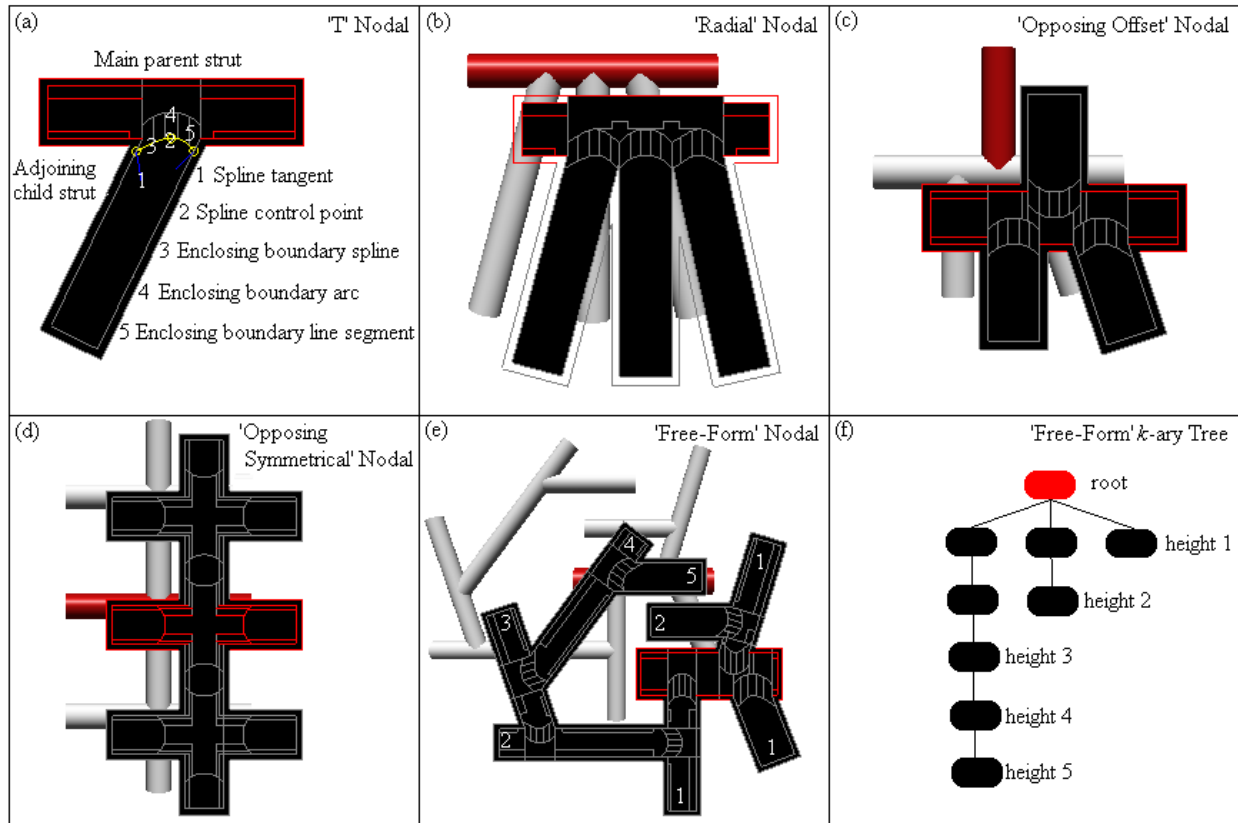 (a)
'T' Nodal
Main parent strut
4
5
3
2
Adjoining
child strut
1
1 Spline tangent
2 Spline control point
3 Enclosing boundary spline
4 Enclosing boundary arc
5 Enclosing boundary line segment
(b)
'Radial' Nodal
(c)
'Opposing Offset' Nodal
(d)
'Opposing
Symmetrical' Nodal
(e)
'Free-Form' Nodal
4
1
5
3
2
2
1
1
(f)
'Free-Form' k-ary Tree
root
height 1
height 2
height 3
height 4
height 5